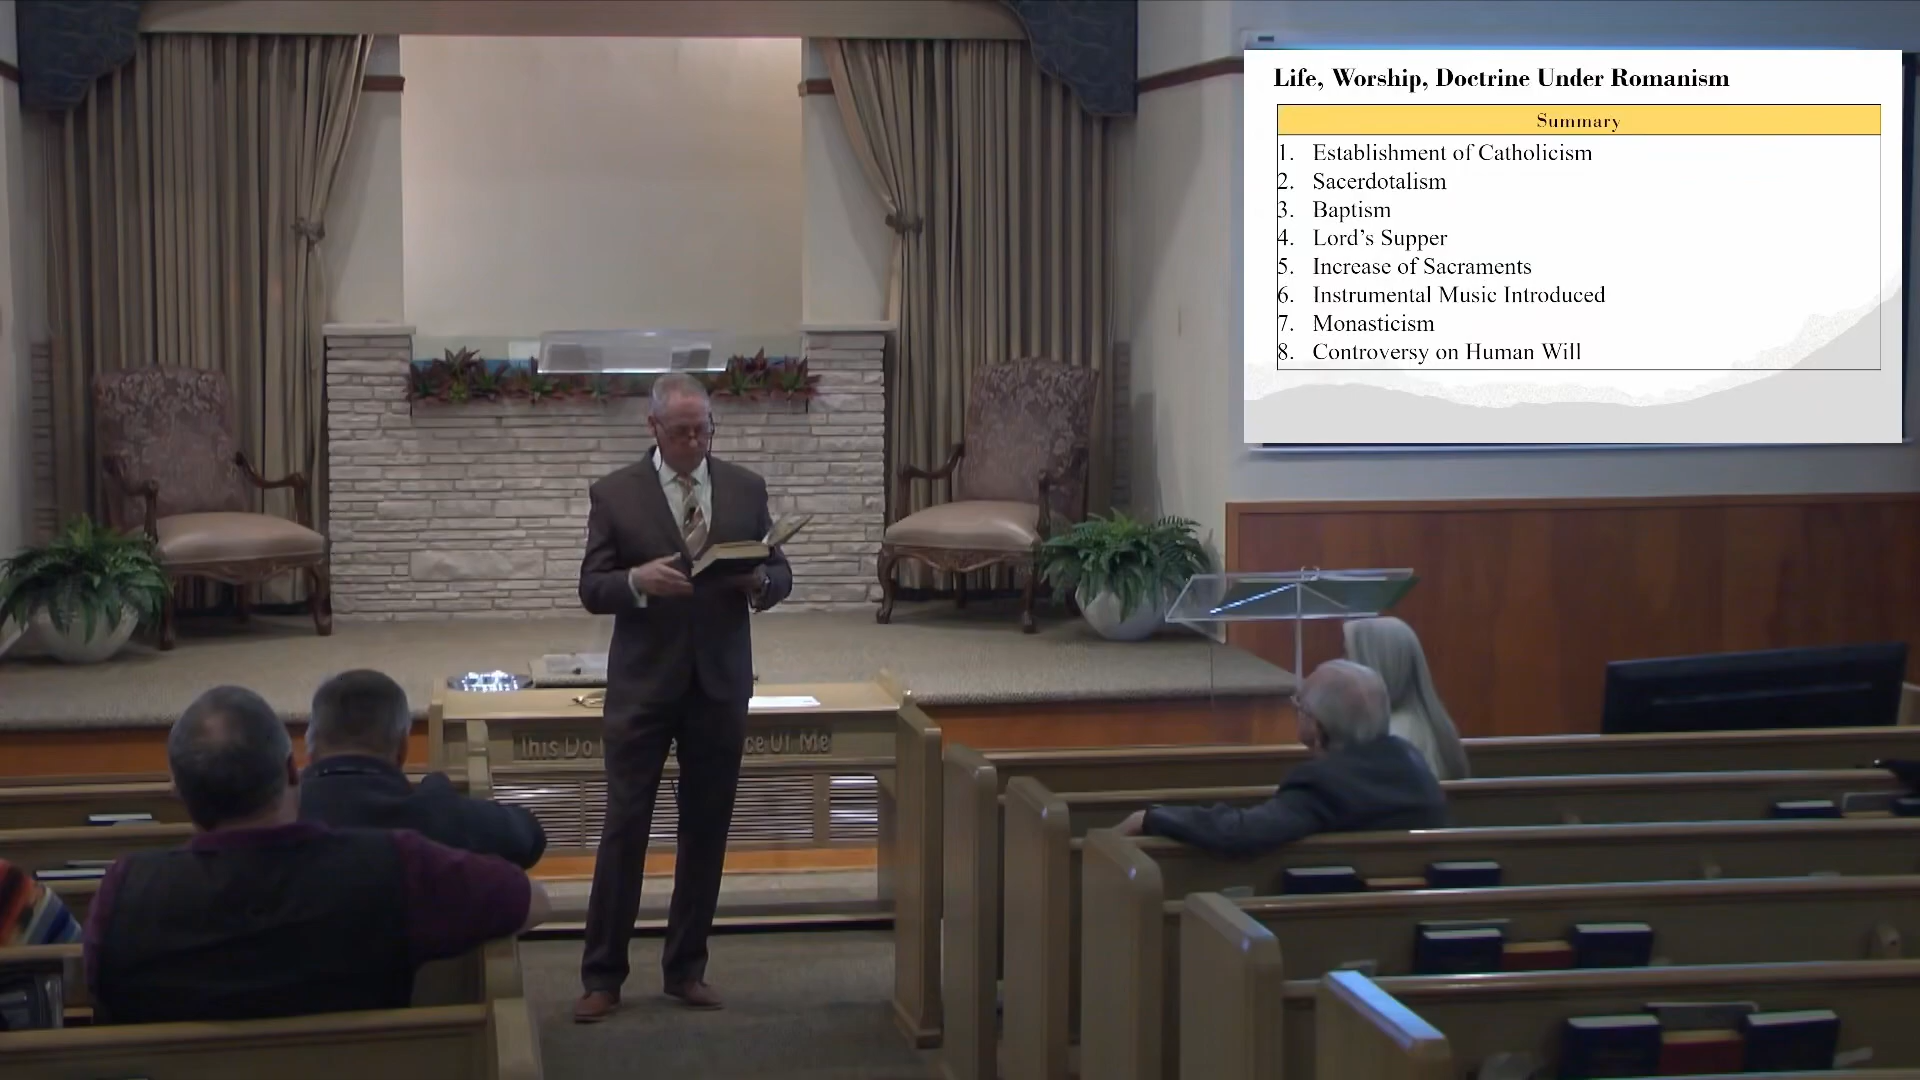 Life, Worship, Doctrine Under Romanism
Summary
1. Establishment of Catholicism
2. Sacerdotalism
3. Baptism
4. Lord's Supper
5. Increase of Sacraments
6. Instrumental Music Introduced
7. Monasticism
8. Controversy on Human Will
This Do Of Me